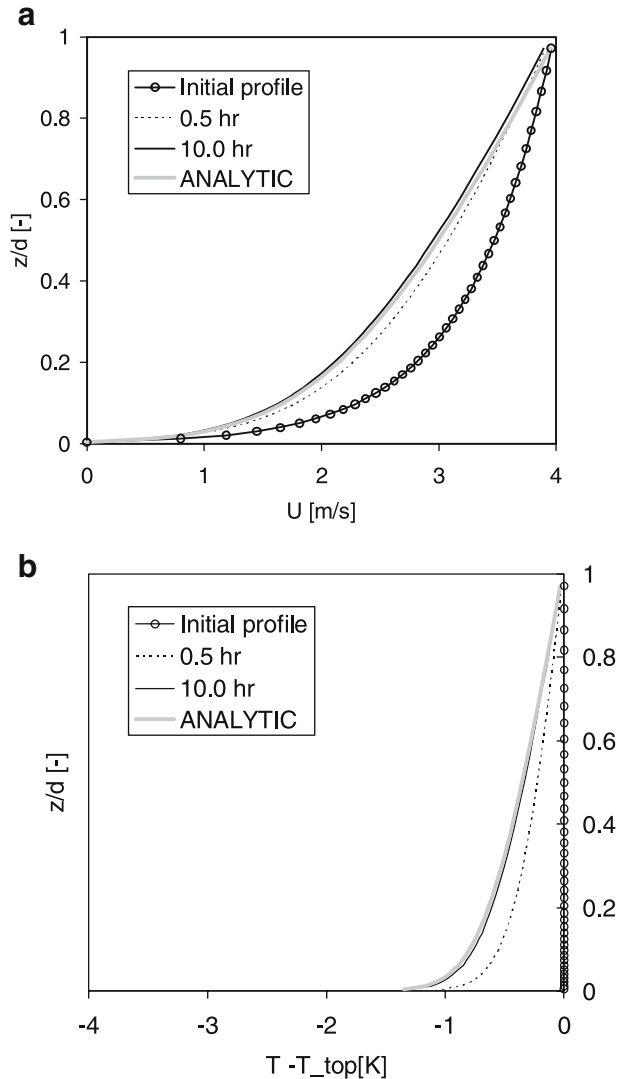 a
1
0.8
0.6
0.4
0.2
0
z/d [-]
Initial profile
0.5 hr
10.0 hr
ANALYTIC
0 1 2 3 4
U [m/s]
b
Initial profile
0.5 hr
10.0 hr
ANALYTIC
z/d [-]
1
0.8
0.6
0.4
0.2
0
-4 -3 -2 -1 0
T -T_top[K]